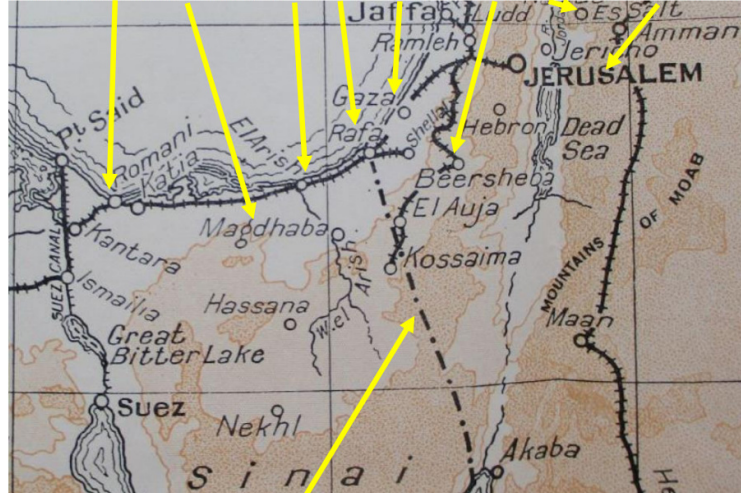 Jaffa
Ludd
Es Salt
Ramleh
Jericho
Amman
JERUSALEM
Gaza
Pt Said
Romani
Katia
El Arish
Rafa
Shellal
Hebron
Dead
Sea
Beersheba
El Auja
MOUNTAINS OF MOAB
Magdhaba
Kantara
SUEZ CANAL
Kossaima
W. el Arish
Ismailia
Hassana
Maan
Great
Bitter Lake
Suez
Nekhl
Akaba
Sinai